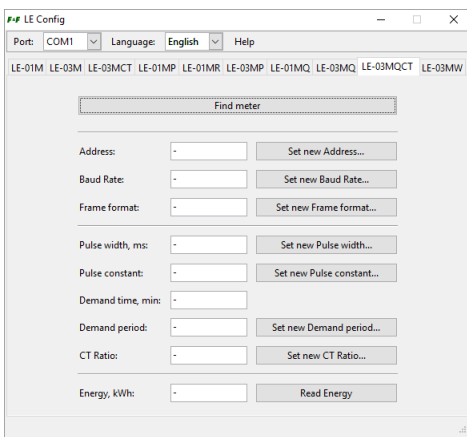 F&F LE Config
Port: COM1 Language: English Help
LE-01M LE-03M LE-03MCT LE-01MP LE-01MR LE-03MP LE-01MQ LE-03MQ LE-03MQCT LE-03MW
Find meter
Address: - Set new Address...
Baud Rate: - Set new Baud Rate...
Frame format: - Set new Frame format...
Pulse width, ms: - Set new Pulse width...
Pulse constant: - Set new Pulse constant...
Demand time, min: -
Demand period: - Set new Demand period...
CT Ratio: - Set new CT Ratio...
Energy, kWh: - Read Energy